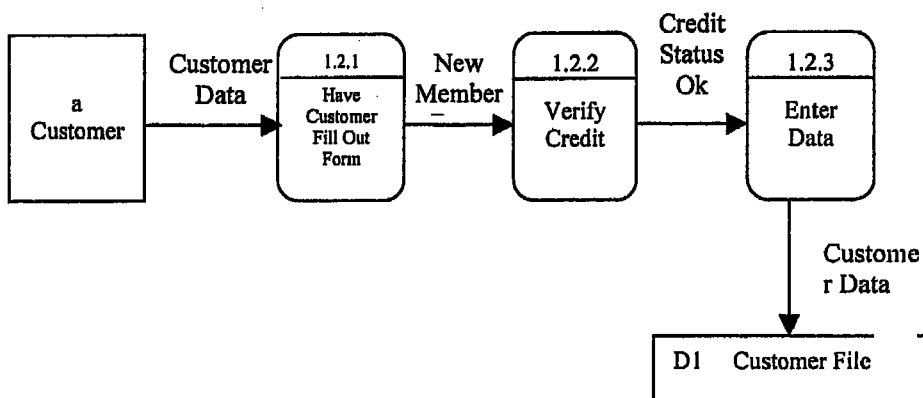 a
Customer
Customer
Data
1.2.1
Have
Customer
Fill Out
Form
New
Member
1.2.2
Verify
Credit
Credit
Status
Ok
1.2.3
Enter
Data
Custome
r Data
D1 Customer File